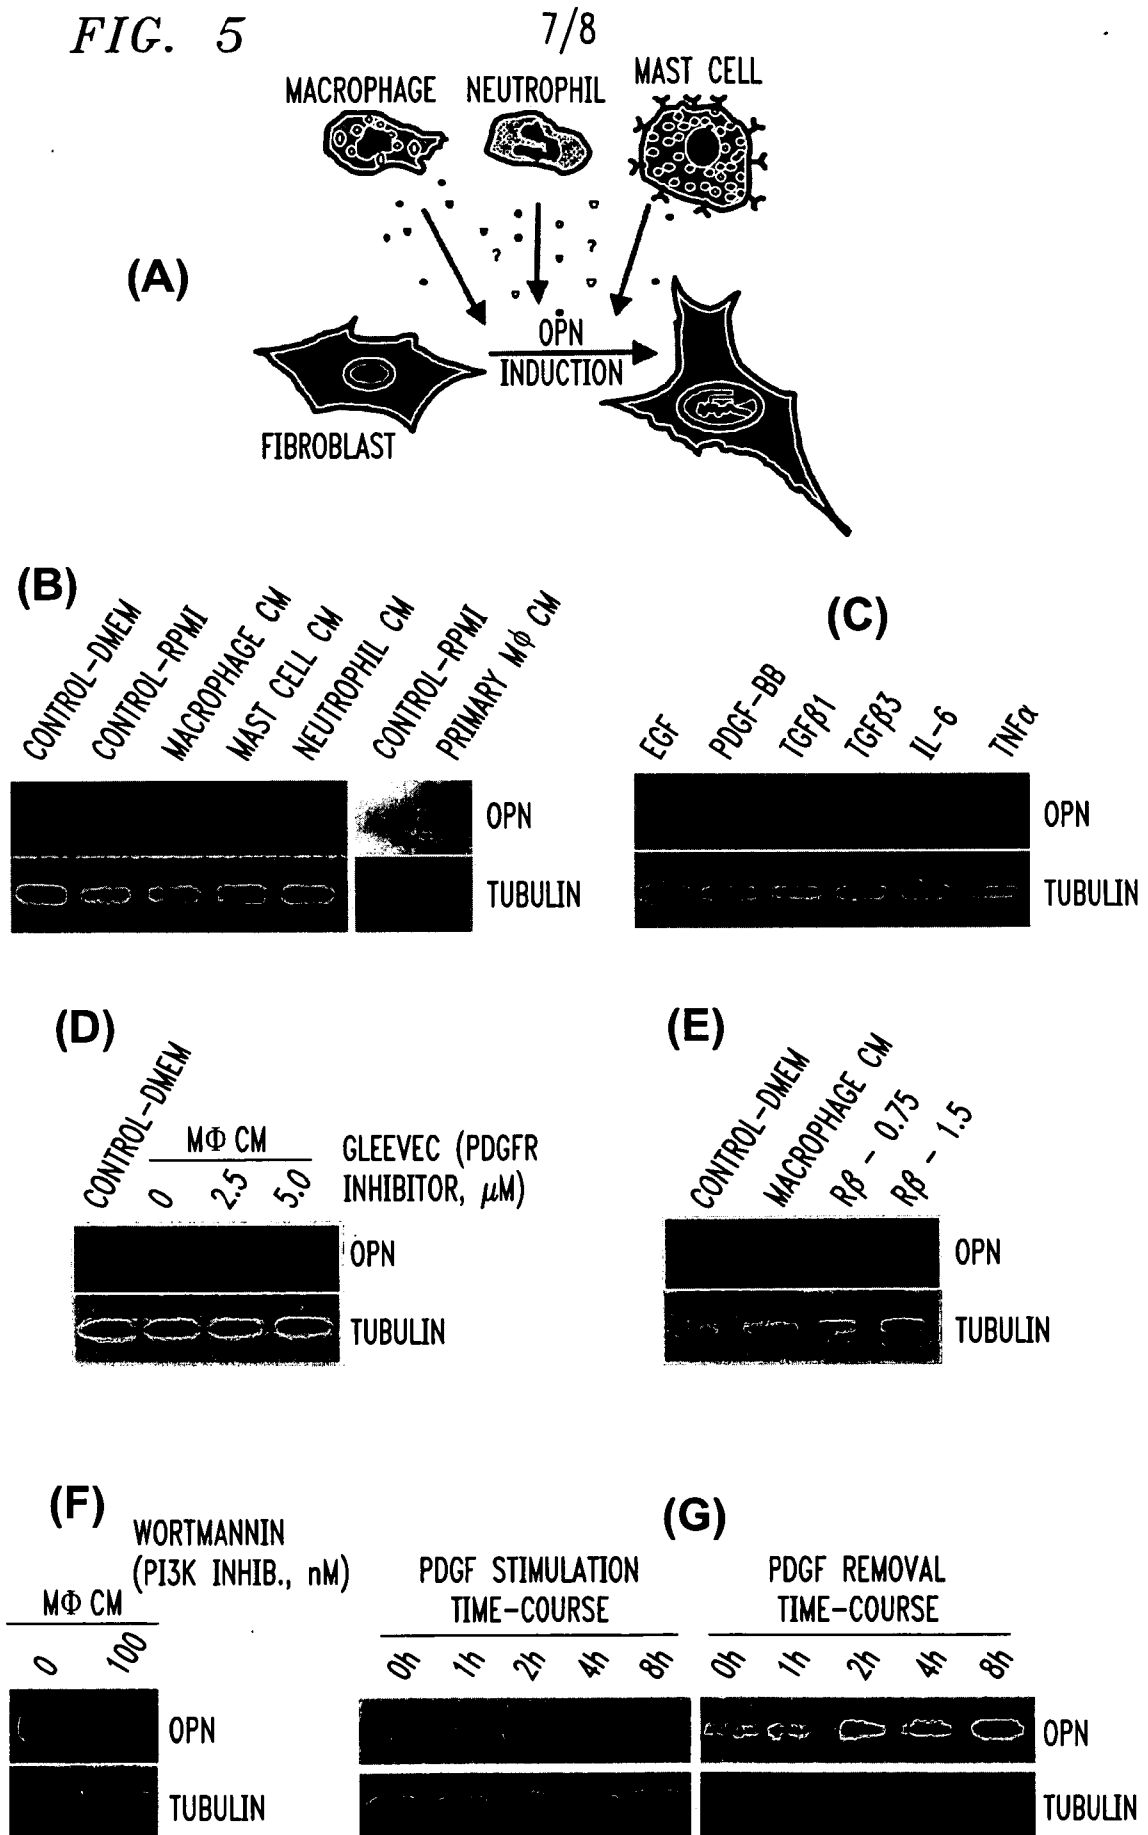 FIG. 5
7/8
MACROPHAGE
NEUTROPHIL
MAST CELL
?
?
(A)
OPN
INDUCTION
FIBROBLAST
(B)
CONTROL-DMEM
CONTROL-RPMI
MACROPHAGE CM
MAST CELL CM
NEUTROPHIL CM
CONTROL-RPMI
PRIMARY Mϕ CM
OPN
TUBULIN
(C)
EGF
PDGF-BB
TGFβ1
TGFβ3
IL-6
TNFα
OPN
TUBULIN
(D)
CONTROL-DMEM
MΦ CM
0
2.5
5.0
GLEEVEC (PDGFR
INHIBITOR, μM)
OPN
TUBULIN
(E)
CONTROL-DMEM
MACROPHAGE CM
Rβ - 0.75
Rβ - 1.5
OPN
TUBULIN
(F)
WORTMANNIN
(PI3K INHIB., nM)
MΦ CM
0
100
OPN
TUBULIN
(G)
PDGF STIMULATION
TIME-COURSE
0h
1h
2h
4h
8h
PDGF REMOVAL
TIME-COURSE
0h
1h
2h
4h
8h
OPN
TUBULIN